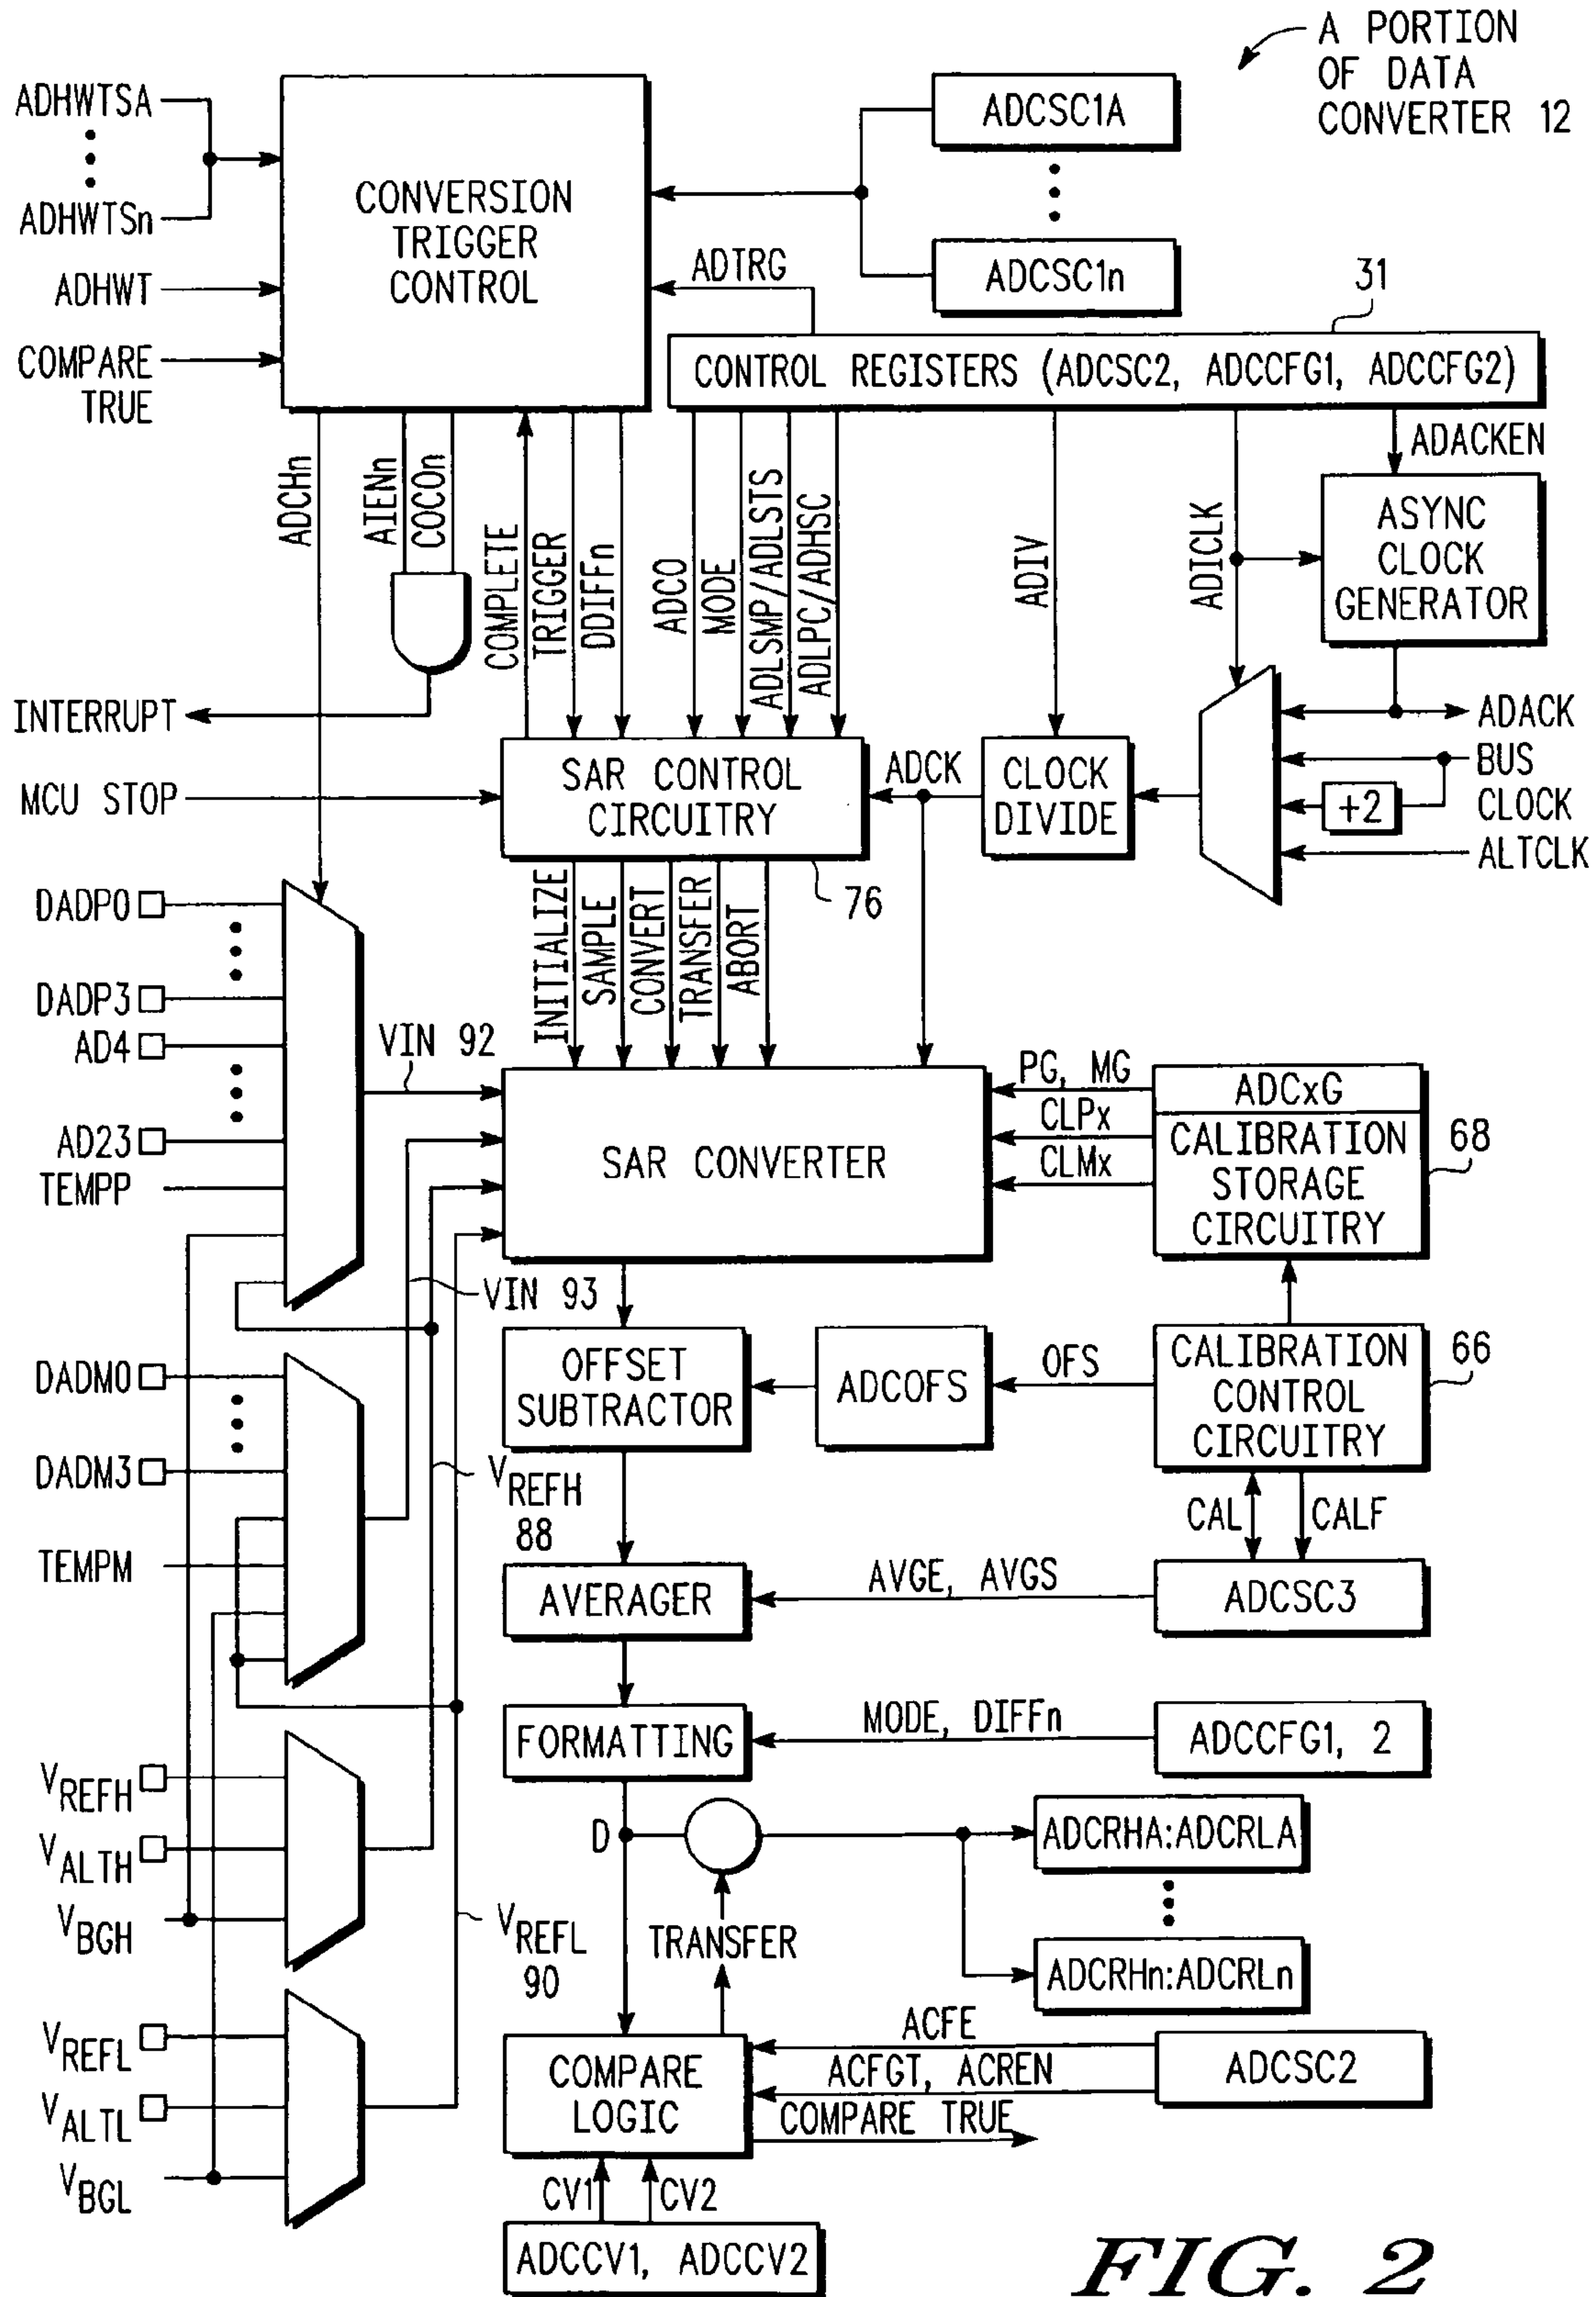 A PORTION
OF DATA
CONVERTER 12
ADHWTSA
ADHWTSn
ADHWT
COMPARE
TRUE
CONVERSION
TRIGGER
CONTROL
ADCSC1A
ADCSC1n
ADTRG
31
CONTROL REGISTERS (ADCSC2, ADCCFG1, ADCCFG2)
ADCHn
AIENn
COCOn
COMPLETE
TRIGGER
DDIFFn
ADCO
MODE
ADLSMP/ADLSTS
ADLPC/ADHSC
ADIV
ADICLK
ADACKEN
ASYNC
CLOCK
GENERATOR
INTERRUPT
MCU STOP
SAR CONTROL
CIRCUITRY
76
ADCK
CLOCK
DIVIDE
ADACK
BUS
CLOCK
+2
ALTCLK
INITIALIZE
SAMPLE
CONVERT
TRANSFER
ABORT
DADP0
DADP3
AD4
AD23
TEMPP
VIN 92
SAR CONVERTER
PG, MG
CLPx
CLMx
ADCxG
CALIBRATION
STORAGE
CIRCUITRY
68
VIN 93
DADM0
DADM3
TEMPM
OFFSET
SUBTRACTOR
ADCOFS
OFS
CALIBRATION
CONTROL
CIRCUITRY
66
VREFH
88
CAL
CALF
AVERAGER
AVGE, AVGS
ADCSC3
FORMATTING
MODE, DIFFn
ADCCFG1, 2
VREFH
VALTH
VBGH
D
ADCRHA:ADCRLA
TRANSFER
VREFL
90
ADCRHn:ADCRLn
VREFL
VALTL
VBGL
COMPARE
LOGIC
ACFE
ACFGT, ACREN
COMPARE TRUE
ADCSC2
CV1
CV2
ADCCV1, ADCCV2
FIG. 2